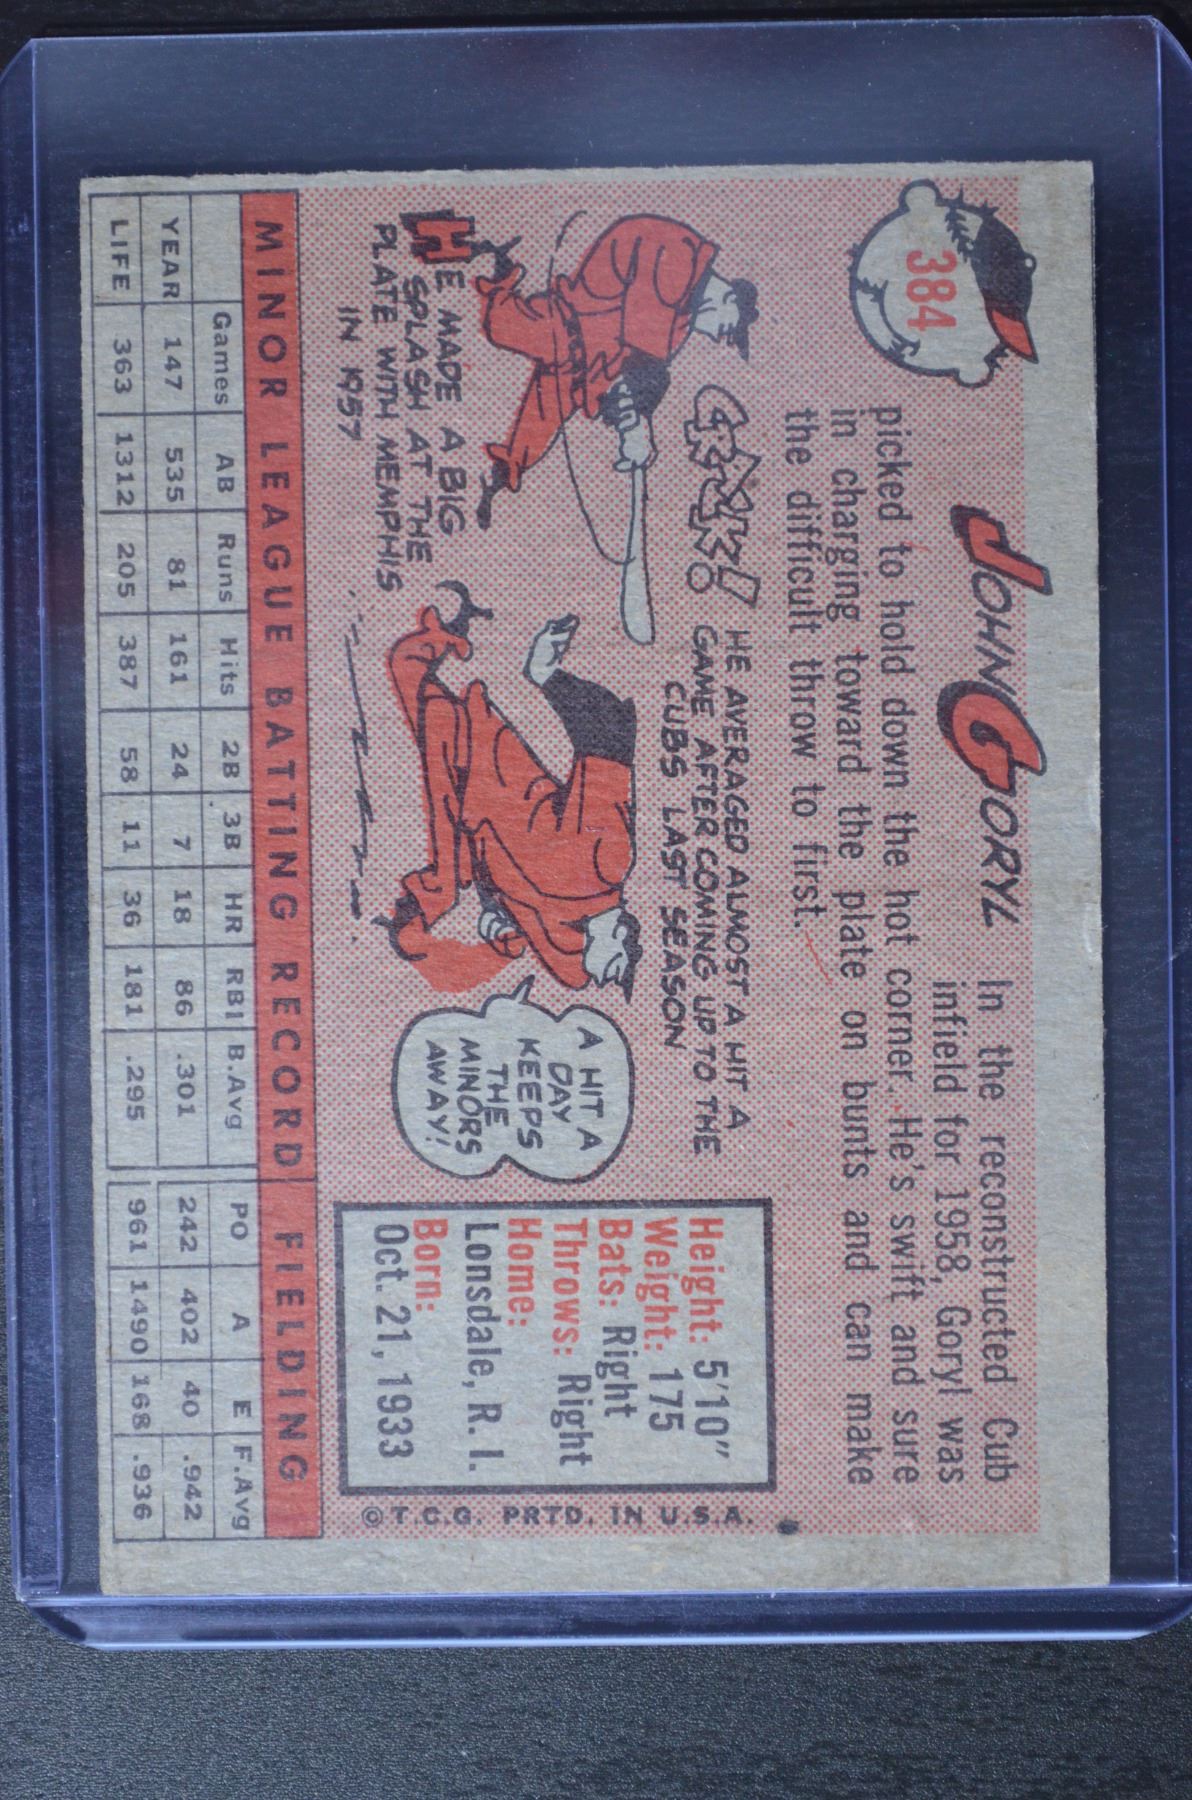 384
JOHN GORYL
In the reconstructed Cub
infield for 1958, Goryl was
picked to hold down the hot corner. He's swift and sure
in charging toward the plate on bunts and can make
the difficult throw to first.
CRACK!
HE AVERAGED ALMOST A HIT A
GAME AFTER COMING UP TO THE
CUBS LAST SEASON
HE MADE A BIG
SPLASH AT THE
PLATE WITH MEMPHIS
IN 1957
A HIT A
DAY
KEEPS
THE
MINORS
AWAY!
Height: 5'10"
Weight: 175
Bats: Right
Throws: Right
Home:
Lonsdale, R. I.
Born:
Oct. 21, 1933
© T.C.G. PRTD. IN U.S.A.
MINOR LEAGUE BATTING RECORD FIELDING
Games AB Runs Hits 2B 3B HR RBI B.Avg PO A E F.Avg
YEAR 147 535 81 161 24 7 18 86 .301 242 402 40 .942
LIFE 363 1312 205 387 58 11 36 181 .295 961 1490 168 .936